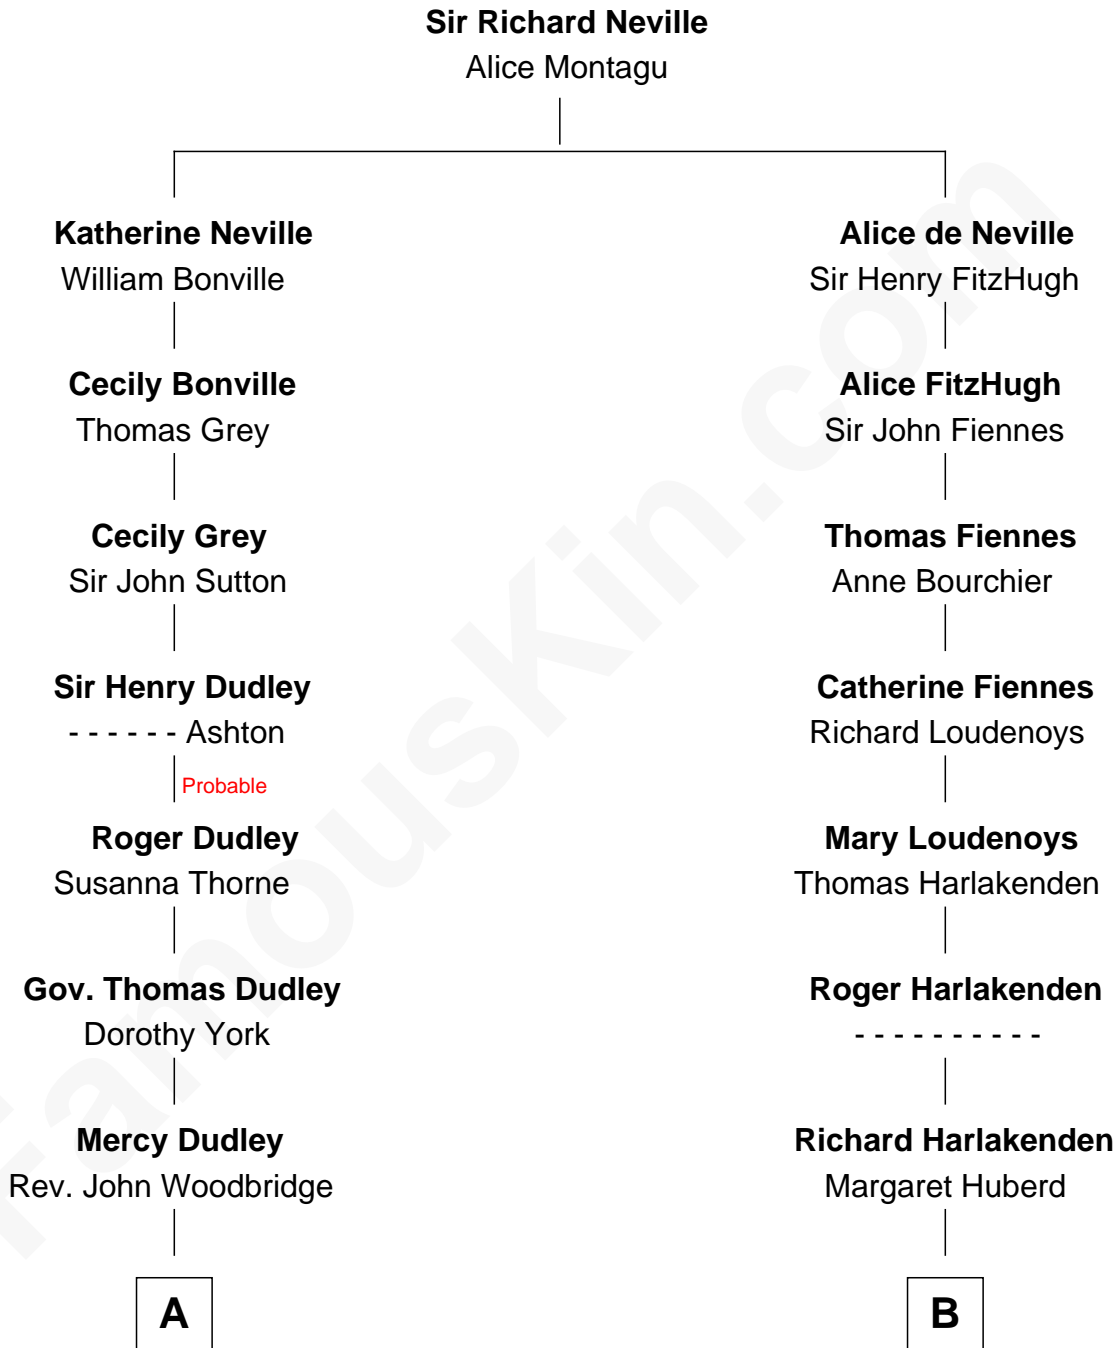 Sir Richard Neville
Alice Montagu
Katherine Neville
William Bonville
Alice de Neville
Sir Henry FitzHugh
Cecily Bonville
Thomas Grey
Alice FitzHugh
Sir John Fiennes
Cecily Grey
Sir John Sutton
Thomas Fiennes
Anne Bourchier
Sir Henry Dudley
- - - - - - Ashton
Probable
Catherine Fiennes
Richard Loudenoys
Roger Dudley
Susanna Thorne
Mary Loudenoys
Thomas Harlakenden
Gov. Thomas Dudley
Dorothy York
Roger Harlakenden
- - - - - - - - - -
Mercy Dudley
Rev. John Woodbridge
Richard Harlakenden
Margaret Huberd
A
B
FamousKin.com